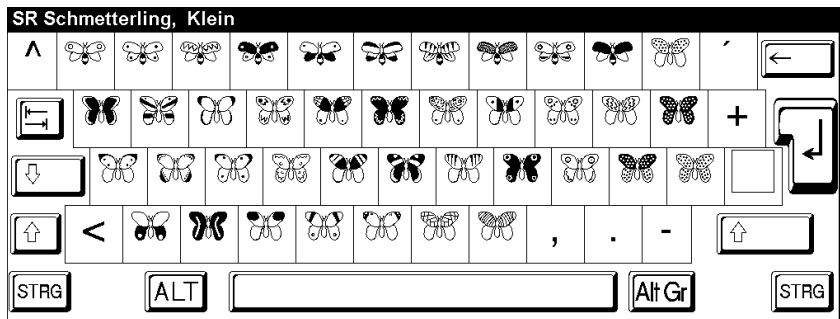 SR Schmetterling, Klein
^ ´ ←
+
<  , . -
STRG ALT Alt Gr STRG